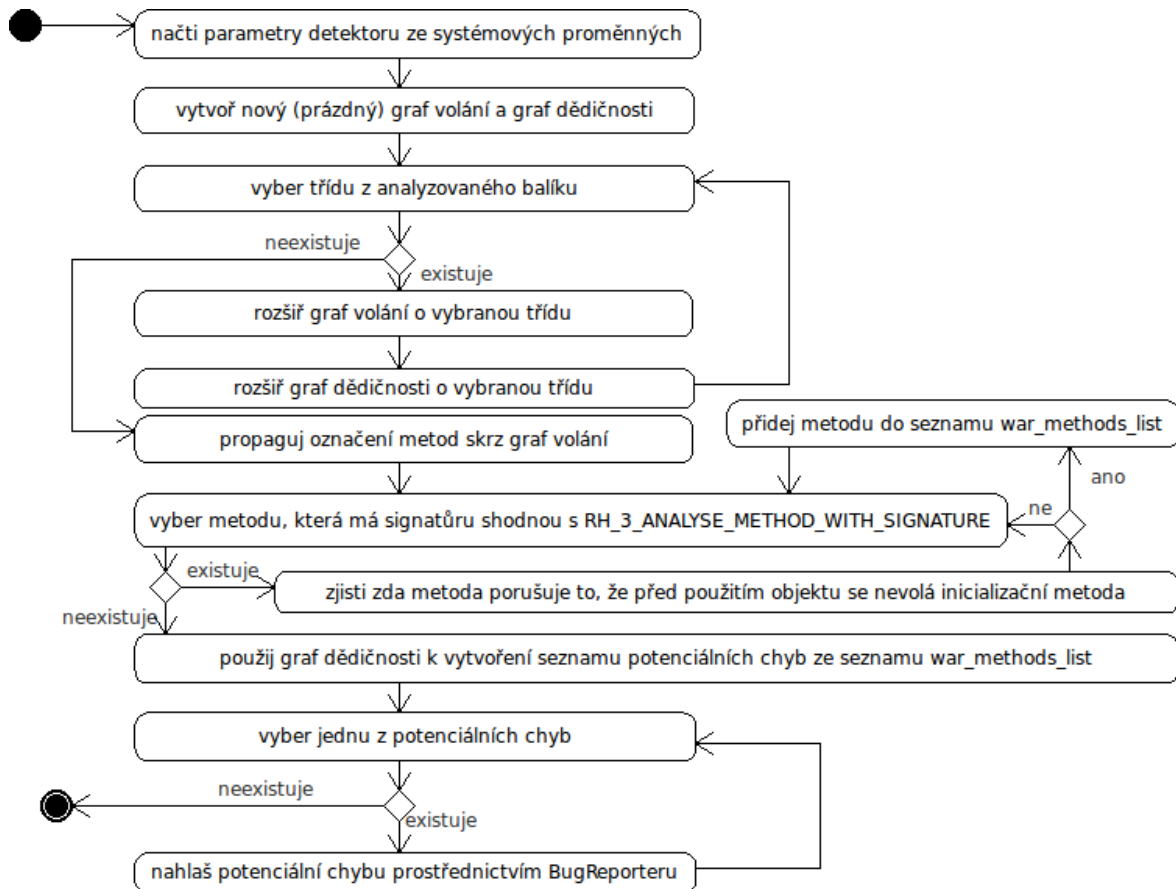 načti parametry detektoru ze systémových proměnných
vytvoř nový (prázdný) graf volání a graf dědičnosti
vyber třídu z analyzovaného balíku
neexistuje
existuje
rozšiř graf volání o vybranou třídu
rozšiř graf dědičnosti o vybranou třídu
propaguj označení metod skrz graf volání
přidej metodu do seznamu war_methods_list
ano
ne
vyber metodu, která má signatůru shodnou s RH_3_ANALYSE_METHOD_WITH_SIGNATURE
existuje
zjisti zda metoda porušuje to, že před použitím objektu se nevolá inicializační metoda
neexistuje
použij graf dědičnosti k vytvoření seznamu potenciálních chyb ze seznamu war_methods_list
vyber jednu z potenciálních chyb
neexistuje
existuje
nahlaš potenciální chybu prostřednictvím BugReporteru